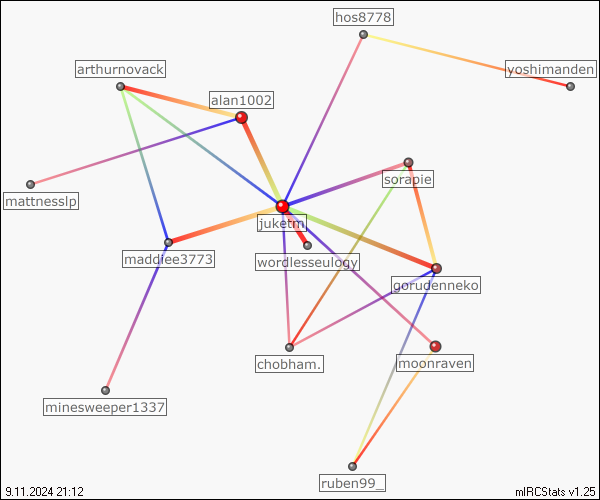 hos8778
arthurnovack
yoshimanden
alan1002
sorapie
mattnesslp
juketm
maddiee3773
wordlesseulogy
gorudenneko
chobham.
moonraven
minesweeper1337
ruben99_
9.11.2024 21:12
mIRCStats v1.25